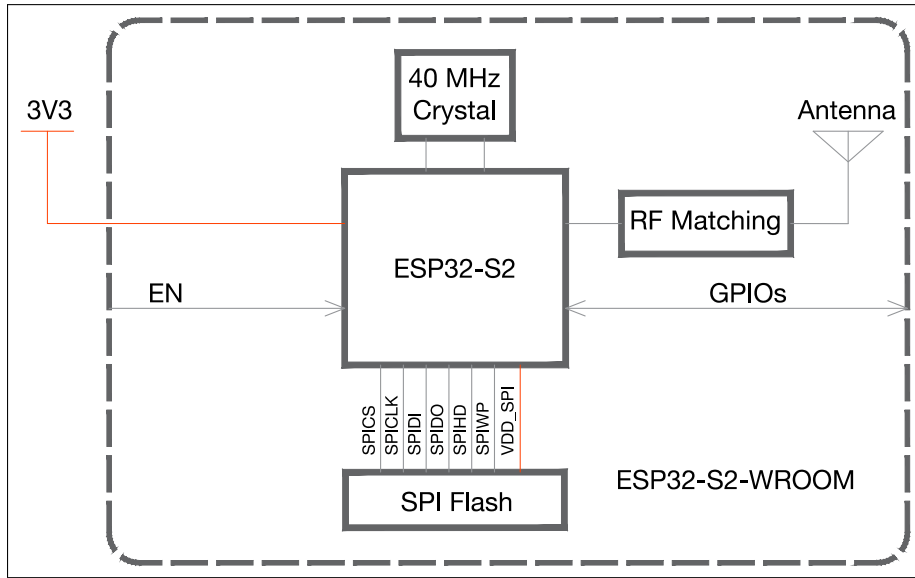 40 MHz
Crystal
3V3
Antenna
RF Matching
ESP32-S2
EN
GPIOs
SPICS
SPICLK
SPIDI
SPIDO
SPIHD
SPIWP
VDD_SPI
SPI Flash
ESP32-S2-WROOM